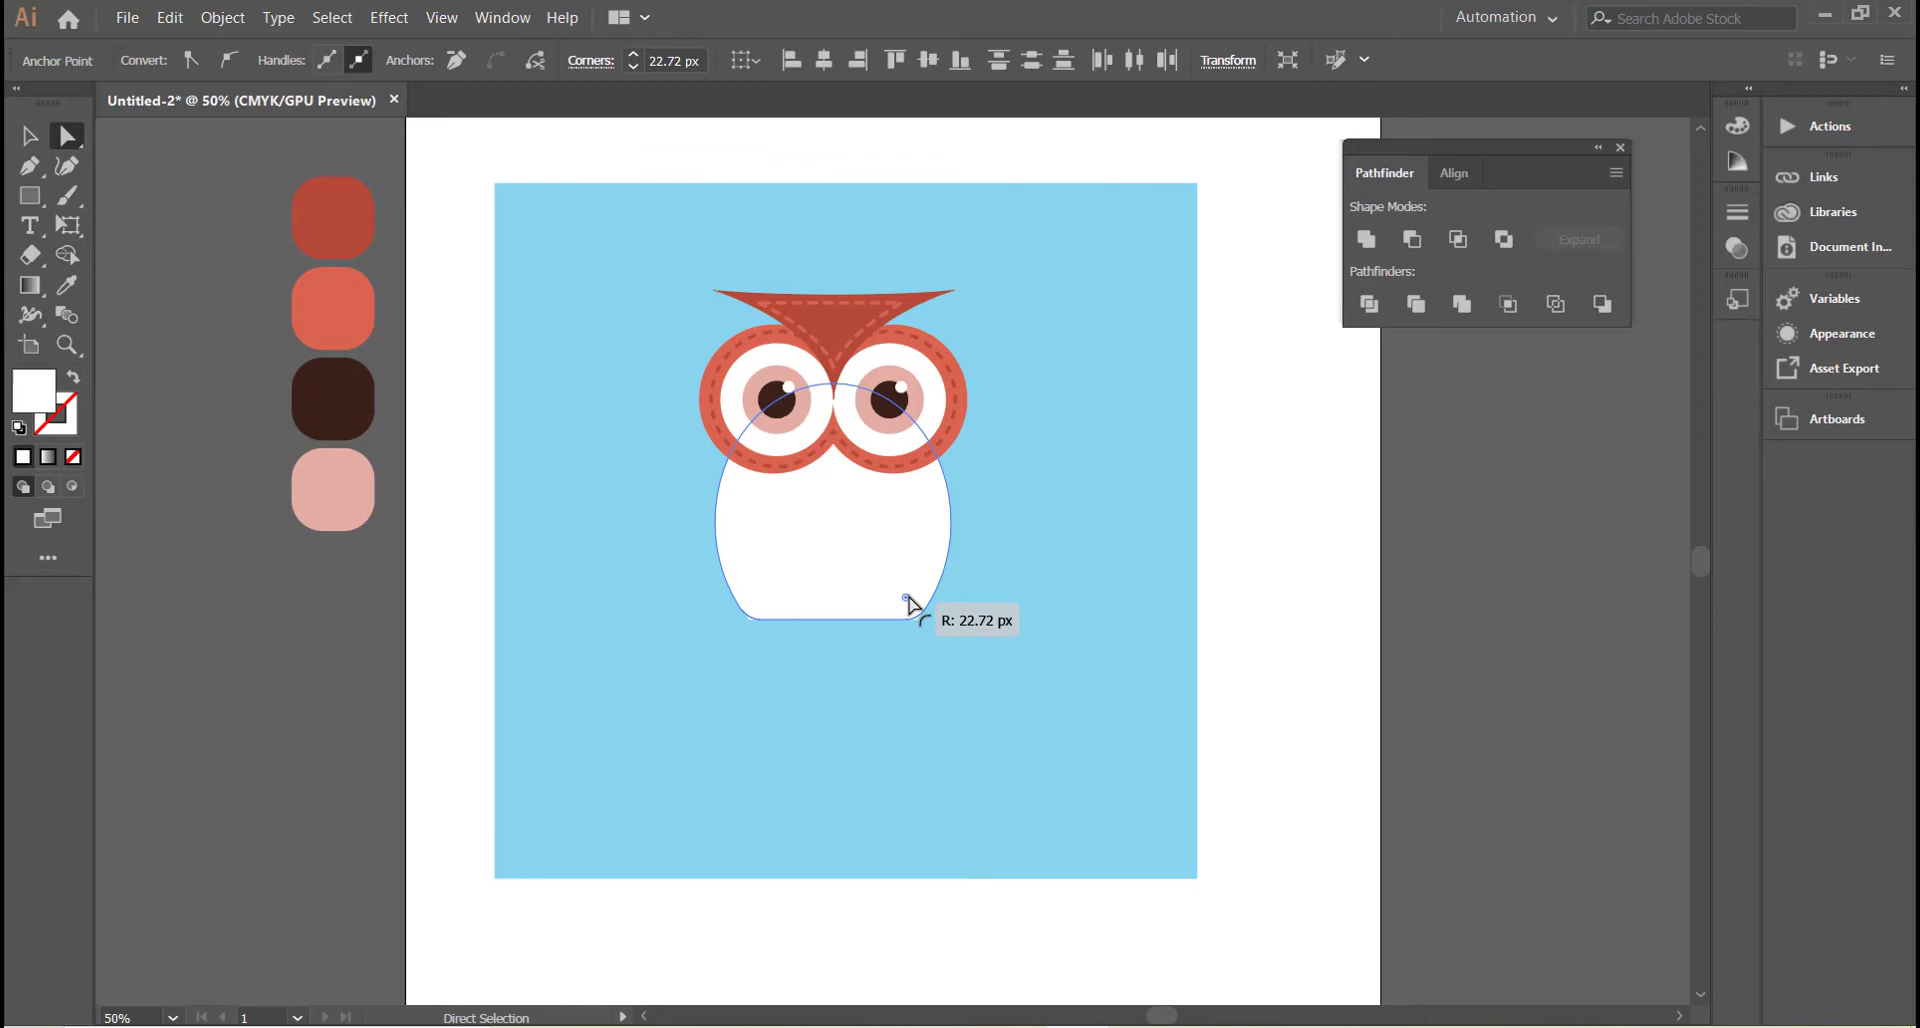 Ai File Edit Object Type Select Effect View Window Help Automation Search Adobe Stock
Anchor Point Convert: Handles: Anchors: Corners: 22.72 px Transform
Untitled-2* @ 50% (CMYK/GPU Preview)
Actions
Links
Libraries
Document In...
Variables
Appearance
Asset Export
Artboards
Pathfinder Align
Shape Modes:
Expand
Pathfinders:
R: 22.72 px
50% 1 Direct Selection